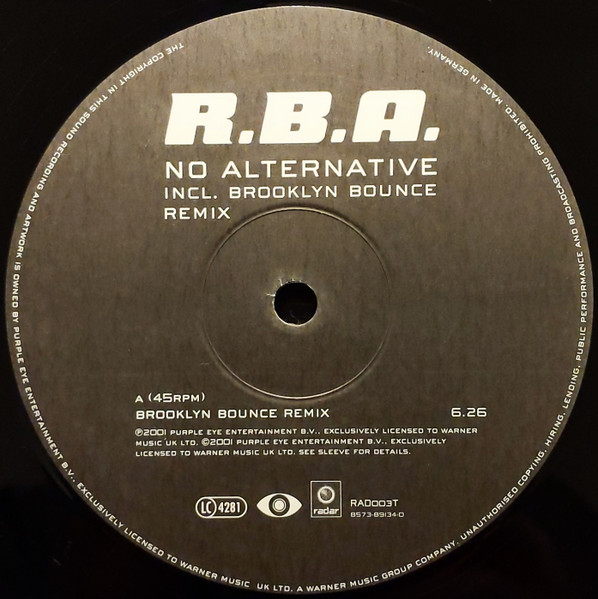 R.B.A.
NO ALTERNATIVE
INCL. BROOKLYN BOUNCE
REMIX
A (45RPM)
BROOKLYN BOUNCE REMIX 6.26
℗2001 PURPLE EYE ENTERTAINMENT B.V., EXCLUSIVELY LICENSED TO WARNER
MUSIC UK LTD. ©2001 PURPLE EYE ENTERTAINMENT B.V., EXCLUSIVELY
LICENSED TO WARNER MUSIC UK LTD. SEE SLEEVE FOR DETAILS.
LC 4281
radar
RAD003T
8573-89134-0
THE COPYRIGHT IN THIS SOUND RECORDING AND ARTWORK IS OWNED BY PURPLE EYE ENTERTAINMENT B.V., EXCLUSIVELY LICENSED TO WARNER MUSIC UK LTD. A WARNER MUSIC GROUP COMPANY. UNAUTHORISED COPYING, HIRING, LENDING, PUBLIC PERFORMANCE AND BROADCASTING PROHIBITED. MADE IN GERMANY.